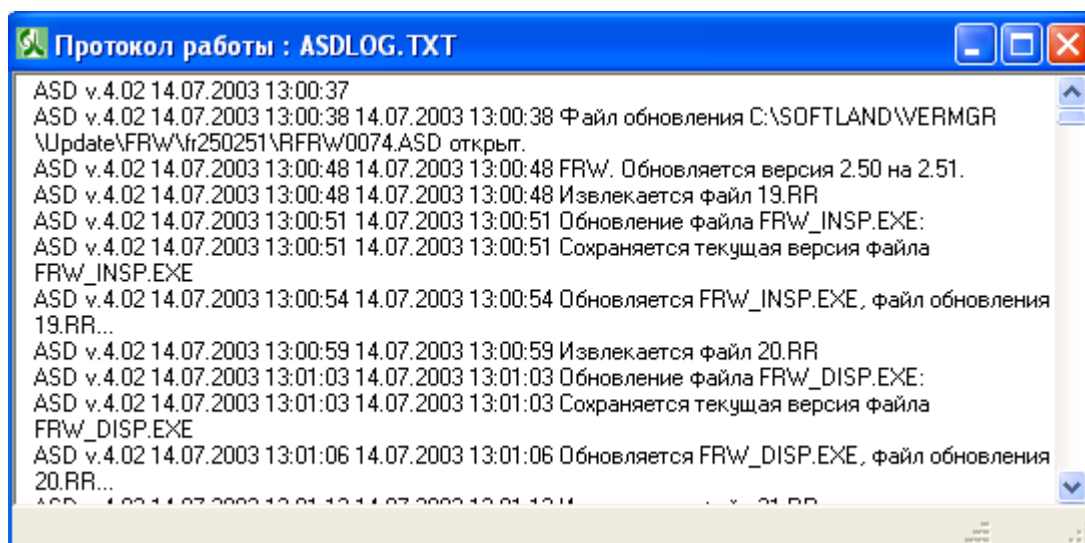 Протокол работы : ASDLOG.TXT
ASD v.4.02 14.07.2003 13:00:37
ASD v.4.02 14.07.2003 13:00:38 14.07.2003 13:00:38 Файл обновления C:\SOFTLAND\VERMGR
\Update\FRW\fr250251\RFRW0074.ASD открыт.
ASD v.4.02 14.07.2003 13:00:48 14.07.2003 13:00:48 FRW. Обновляется версия 2.50 на 2.51.
ASD v.4.02 14.07.2003 13:00:48 14.07.2003 13:00:48 Извлекается файл 19.RR
ASD v.4.02 14.07.2003 13:00:51 14.07.2003 13:00:51 Обновление файла FRW_INSP.EXE:
ASD v.4.02 14.07.2003 13:00:51 14.07.2003 13:00:51 Сохраняется текущая версия файла
FRW_INSP.EXE
ASD v.4.02 14.07.2003 13:00:54 14.07.2003 13:00:54 Обновляется FRW_INSP.EXE, файл обновления
19.RR...
ASD v.4.02 14.07.2003 13:00:59 14.07.2003 13:00:59 Извлекается файл 20.RR
ASD v.4.02 14.07.2003 13:01:03 14.07.2003 13:01:03 Обновление файла FRW_DISP.EXE:
ASD v.4.02 14.07.2003 13:01:03 14.07.2003 13:01:03 Сохраняется текущая версия файла
FRW_DISP.EXE
ASD v.4.02 14.07.2003 13:01:06 14.07.2003 13:01:06 Обновляется FRW_DISP.EXE, файл обновления
20.RR...